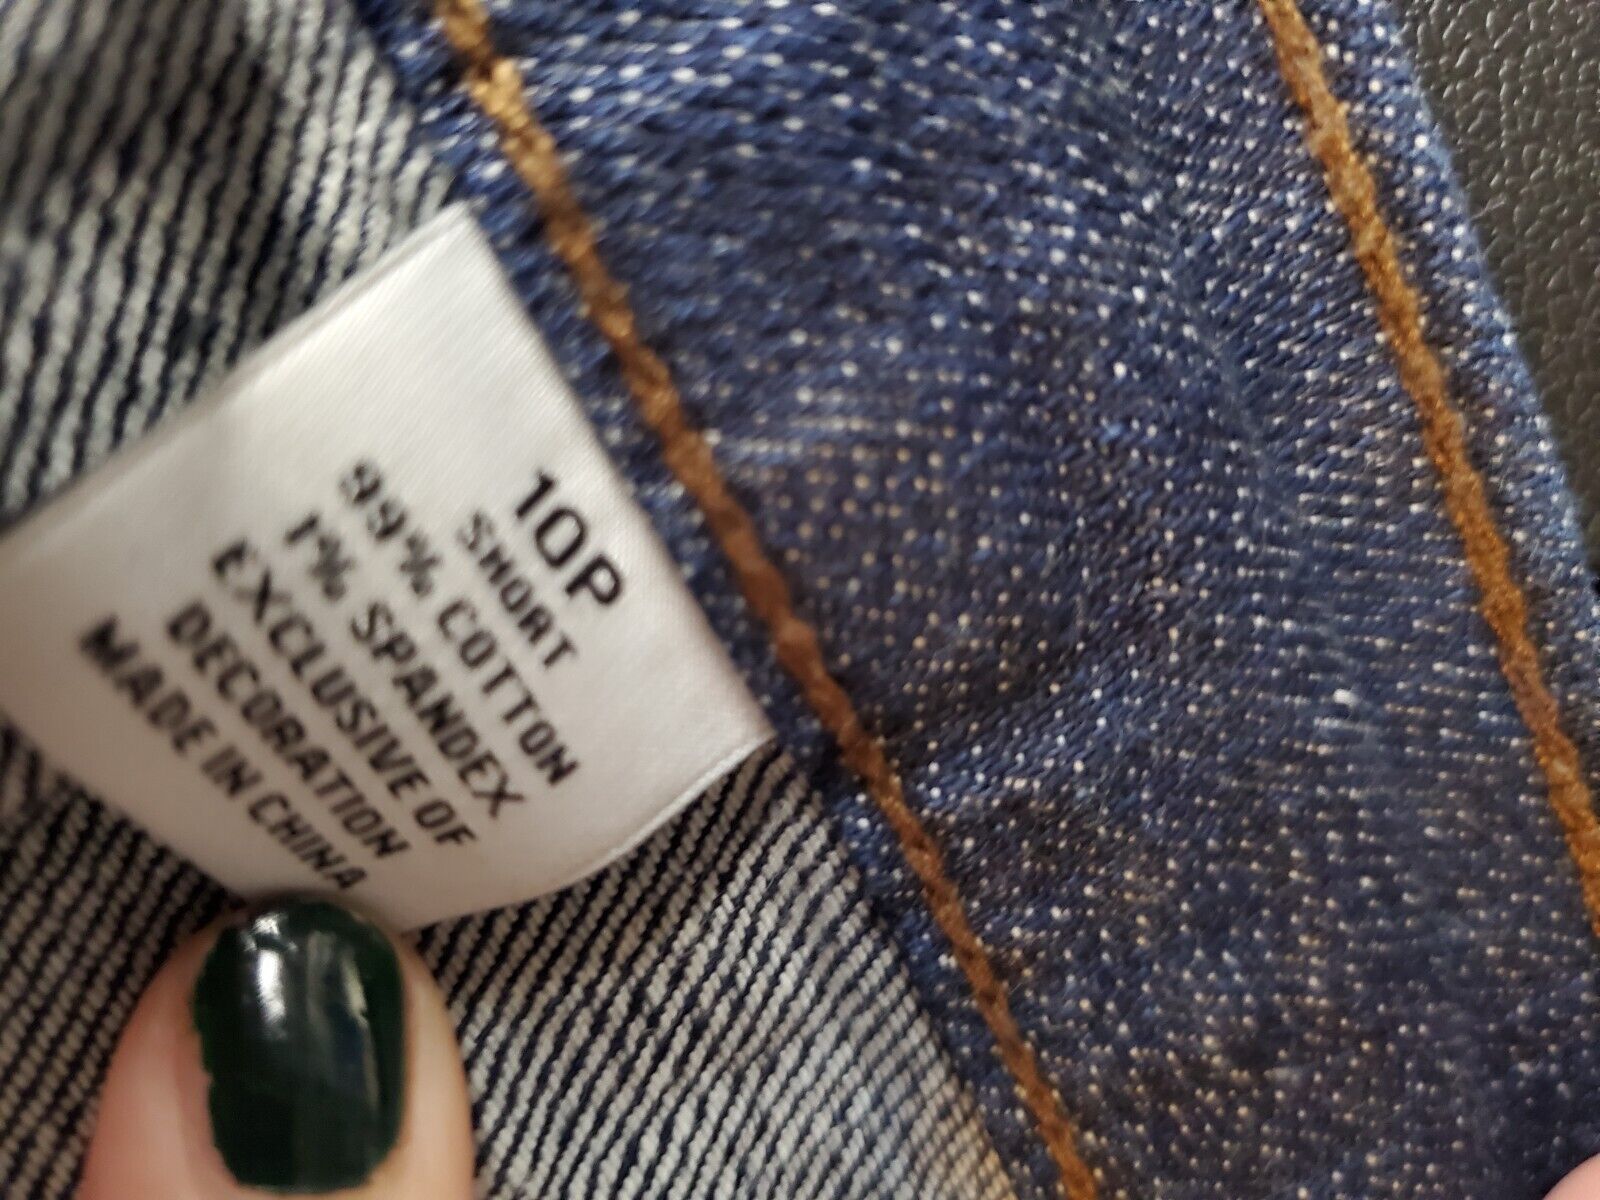 10P
SHORT
99% COTTON
1% SPANDEX
EXCLUSIVE OF
DECORATION
MADE IN CHINA